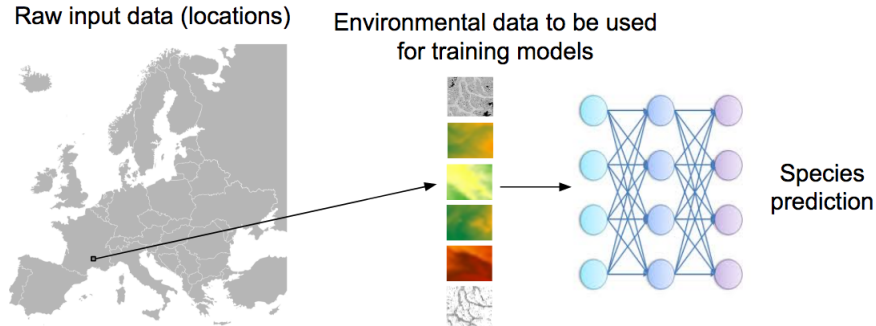 Raw input data (locations)
Environmental data to be used
for training models
Species
prediction